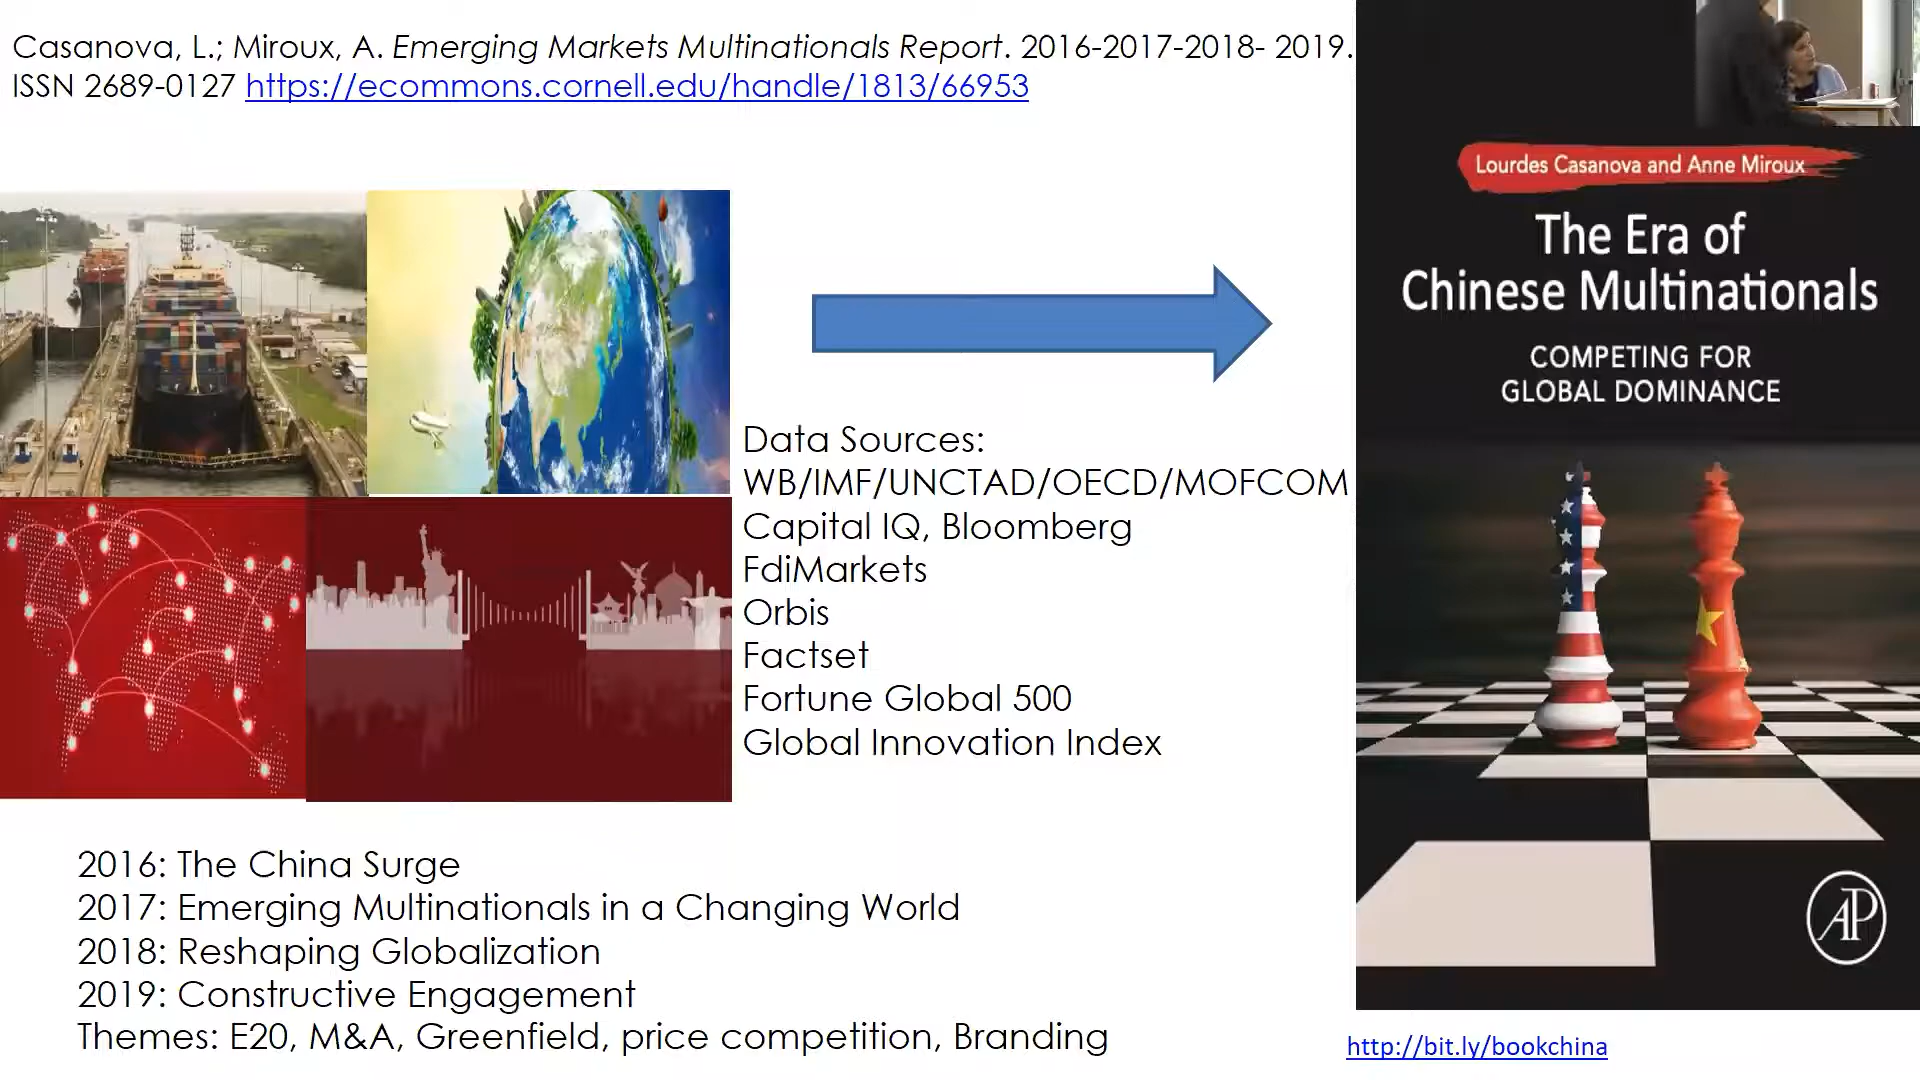 Casanova, L.; Miroux, A. Emerging Markets Multinationals Report. 2016-2017-2018- 2019.
ISSN 2689-0127 https://ecommons.cornell.edu/handle/1813/66953
Lourdes Casanova and Anne Miroux
The Era of
Chinese Multinationals
COMPETING FOR
GLOBAL DOMINANCE
Data Sources:
WB/IMF/UNCTAD/OECD/MOFCOM
Capital IQ, Bloomberg
FdiMarkets
Orbis
Factset
Fortune Global 500
Global Innovation Index
2016: The China Surge
2017: Emerging Multinationals in a Changing World
2018: Reshaping Globalization
2019: Constructive Engagement
Themes: E20, M&A, Greenfield, price competition, Branding
AP
http://bit.ly/bookchina